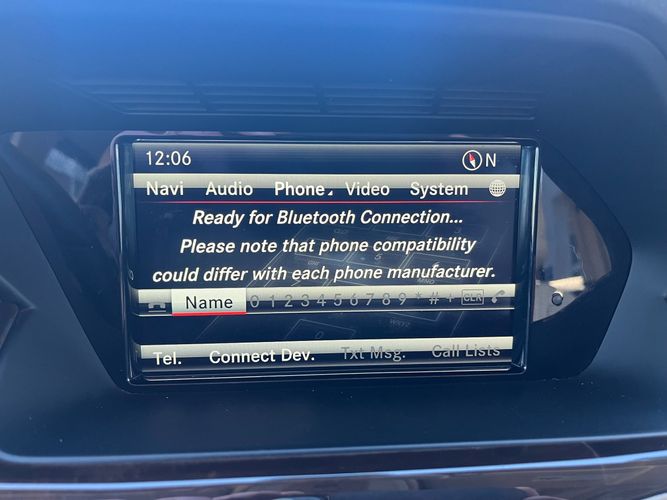 12:06 N
Navi Audio Phone Video System
Ready for Bluetooth Connection...
Please note that phone compatibility
could differ with each phone manufacturer.
Name 0 1 2 3 4 5 6 7 8 9 * # + CLR
Tel. Connect Dev. Txt Msg. Call Lists